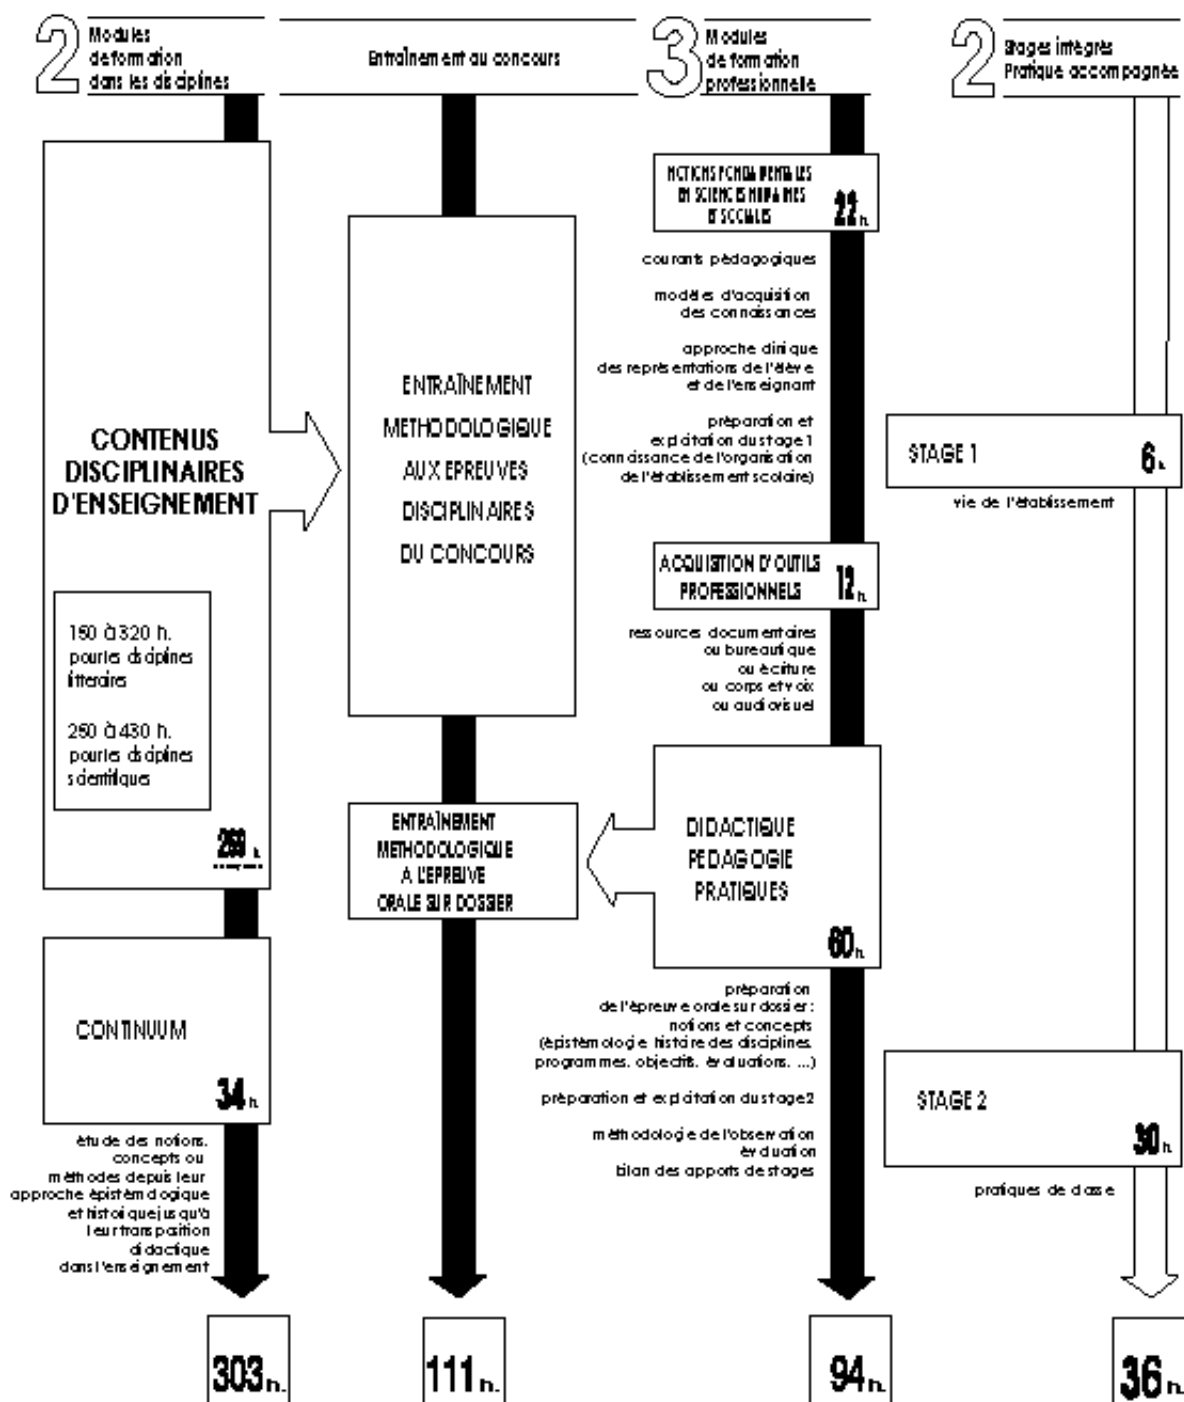 2
Modules
de formation
dans les disciplines
Entraînement au concours
3
Modules
de formation
professionnelle
2
Stages intégrés
Pratique accompagnée
CONTENUS
DISCIPLINAIRES
D'ENSEIGNEMENT
150 à 320 h.
pour les disciplines
litteraires
250 à 430 h.
pour les disciplines
scientifiques
269 h.
CONTINUUM
34 h.
étude des notions,
concepts ou
méthodes depuis leur
approche épistémologique
et historique jusqu'à
leur transposition
didactique
dans l'enseignement
303 h.
ENTRAÎNEMENT
METHODOLOGIQUE
AUX EPREUVES
DISCIPLINAIRES
DU CONCOURS
ENTRAÎNEMENT
METHODOLOGIQUE
A L'EPREUVE
ORALE SUR DOSSIER
111 h.
NOTIONS FONDAMENTALES
EN SCIENCES HUMAINES
ET SOCIALES
22 h.
courants pédagogiques
modèles d'acquisition
des connaissances
approche clinique
des représentations de l'élève
et de l'enseignant
préparation et
exploitation du stage 1
(connaissance de l'organisation
de l'établissement scolaire)
ACQUISITION D'OUTILS
PROFESSIONNELS
12 h.
ressources documentaires
ou bureautique
ou écriture
ou corps et voix
ou audiovisuel
DIDACTIQUE
PEDAGOGIE
PRATIQUES
60 h.
préparation
de l'épreuve orale sur dossier :
notions et concepts
(épistémologie, histoire des disciplines,
programmes, objectifs, évaluations, ...)
préparation et exploitation du stage 2
méthodologie de l'observation
évaluation
bilan des apports de stages
94 h.
STAGE 1
6 h.
vie de l'établissement
STAGE 2
30 h.
pratiques de classe
36 h.